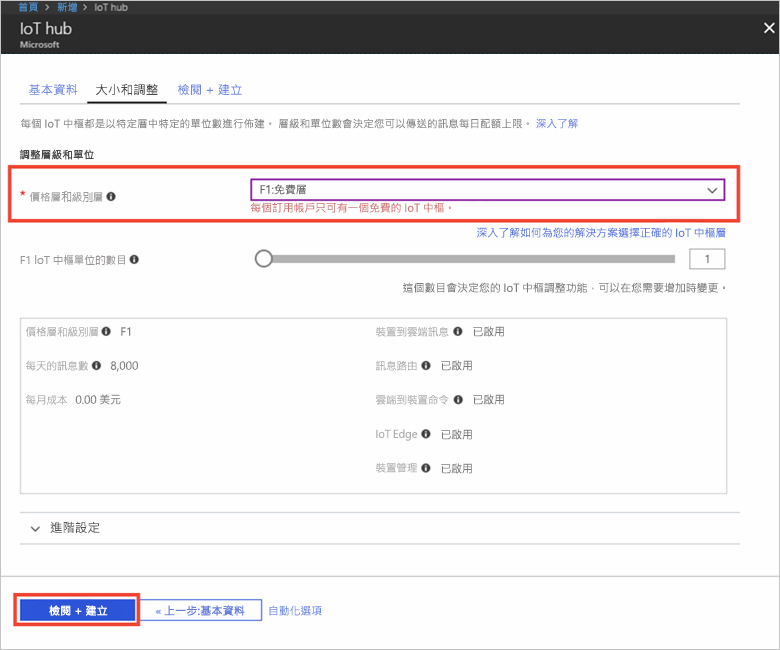 首頁 > 新增 > IoT hub
IoT hub
Microsoft
基本資料 大小和調整 檢閱 + 建立
每個 IoT 中樞都是以特定層中特定的單位數進行佈建。 層級和單位數會決定您可以傳送的訊息每日配額上限。 深入了解
調整層級和單位
* 價格層和級別層 F1:免費層
每個訂用帳戶只可有一個免費的 IoT 中樞。
深入了解如何為您的解決方案選擇正確的 IoT 中樞層
F1 IoT 中樞單位的數目 1
這個數目會決定您的 IoT 中樞調整功能，可以在您需要增加時變更。
價格層和級別層 F1 裝置到雲端訊息 已啟用
每天的訊息數 8,000 訊息路由 已啟用
每月成本 0.00 美元 雲端到裝置命令 已啟用
IoT Edge 已啟用
裝置管理 已啟用
進階設定
檢閱 + 建立 « 上一步:基本資料 自動化選項